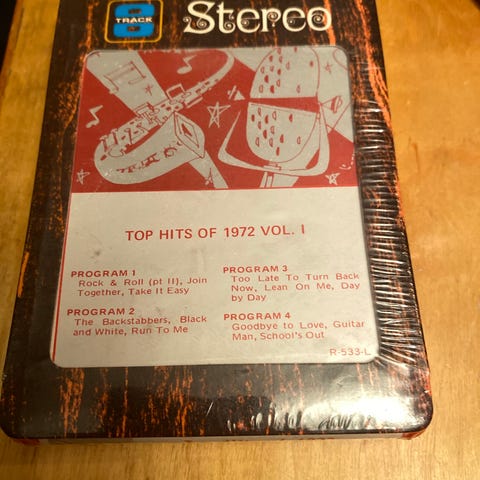 8
TRACK
Stereo
TOP HITS OF 1972 VOL. I
PROGRAM 1
Rock & Roll (pt II), Join
Together, Take It Easy
PROGRAM 2
The Backstabbers, Black
and White, Run To Me
PROGRAM 3
Too Late To Turn Back
Now, Lean On Me, Day
by Day
PROGRAM 4
Goodbye to Love, Guitar
Man, School's Out
R-533-L